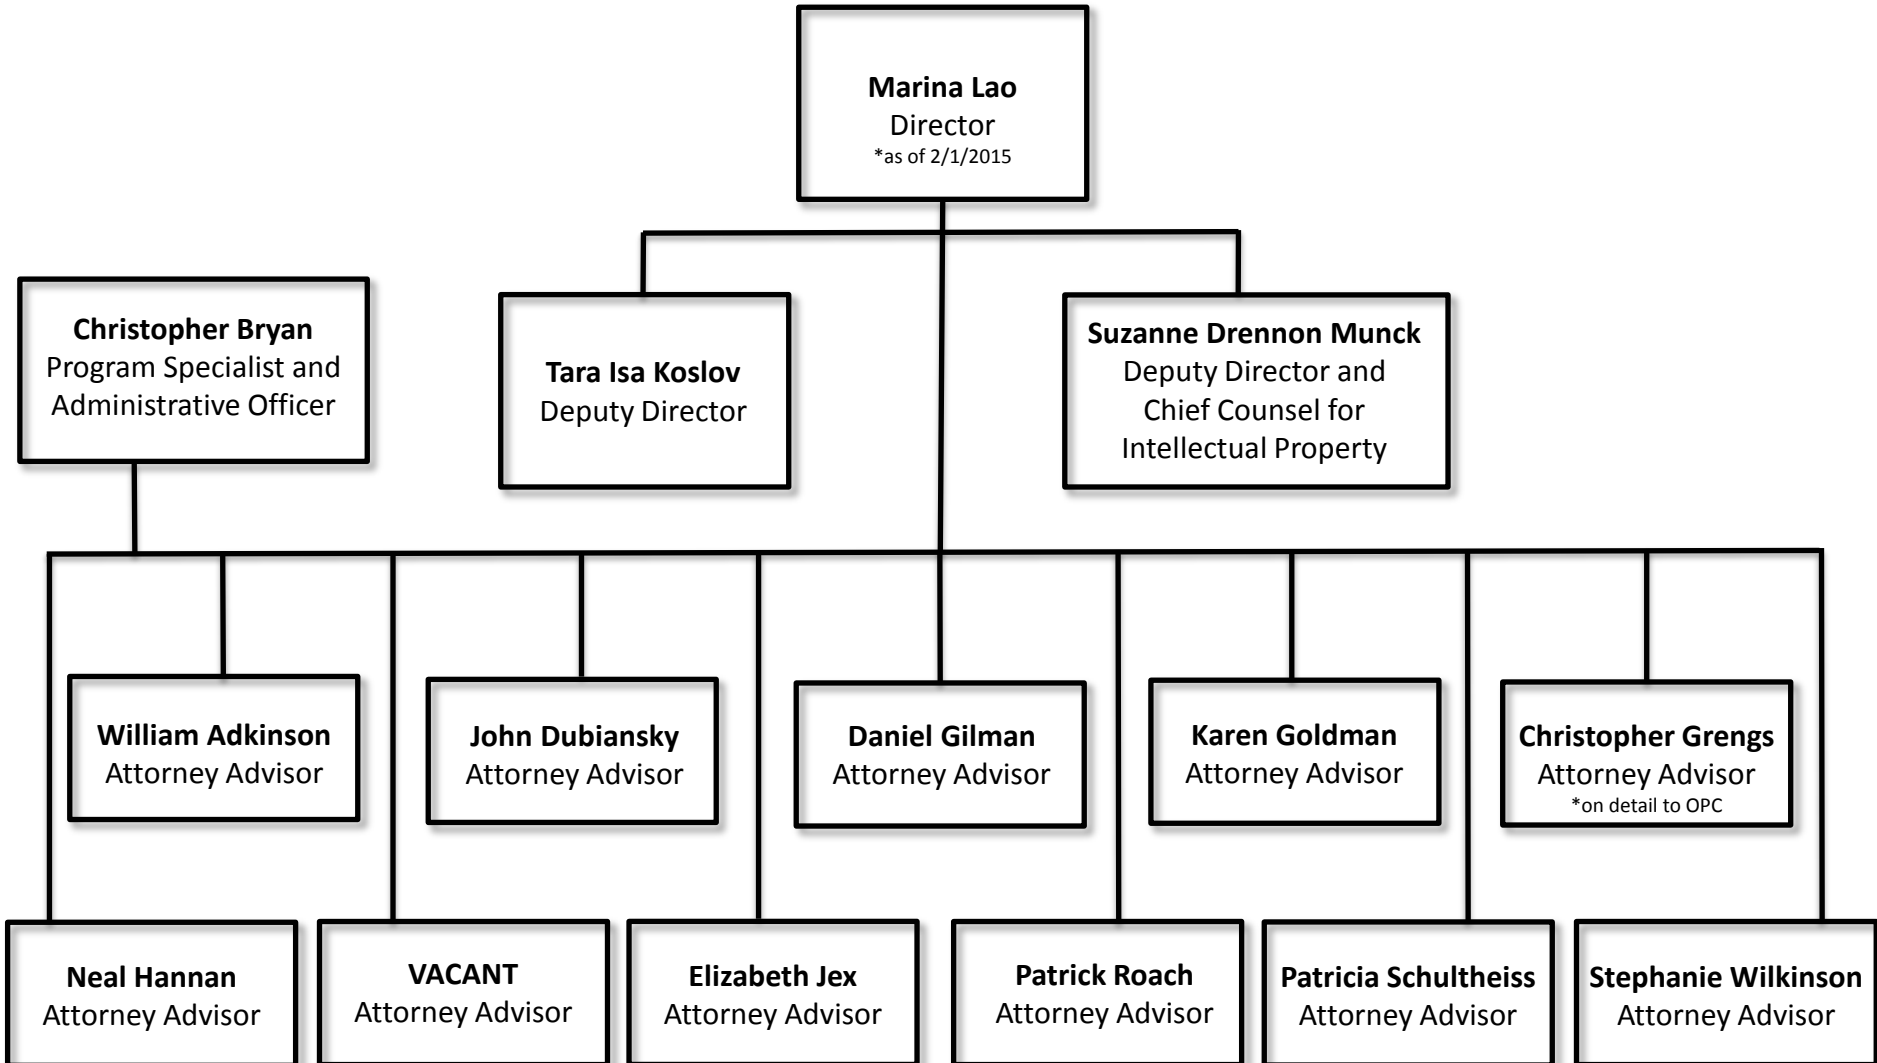 Marina Lao
Director
*as of 2/1/2015
Christopher Bryan
Program Specialist and
Administrative Officer
Tara Isa Koslov
Deputy Director
Suzanne Drennon Munck
Deputy Director and
Chief Counsel for
Intellectual Property
William Adkinson
Attorney Advisor
John Dubiansky
Attorney Advisor
Daniel Gilman
Attorney Advisor
Karen Goldman
Attorney Advisor
Christopher Grengs
Attorney Advisor
*on detail to OPC
Neal Hannan
Attorney Advisor
VACANT
Attorney Advisor
Elizabeth Jex
Attorney Advisor
Patrick Roach
Attorney Advisor
Patricia Schultheiss
Attorney Advisor
Stephanie Wilkinson
Attorney Advisor